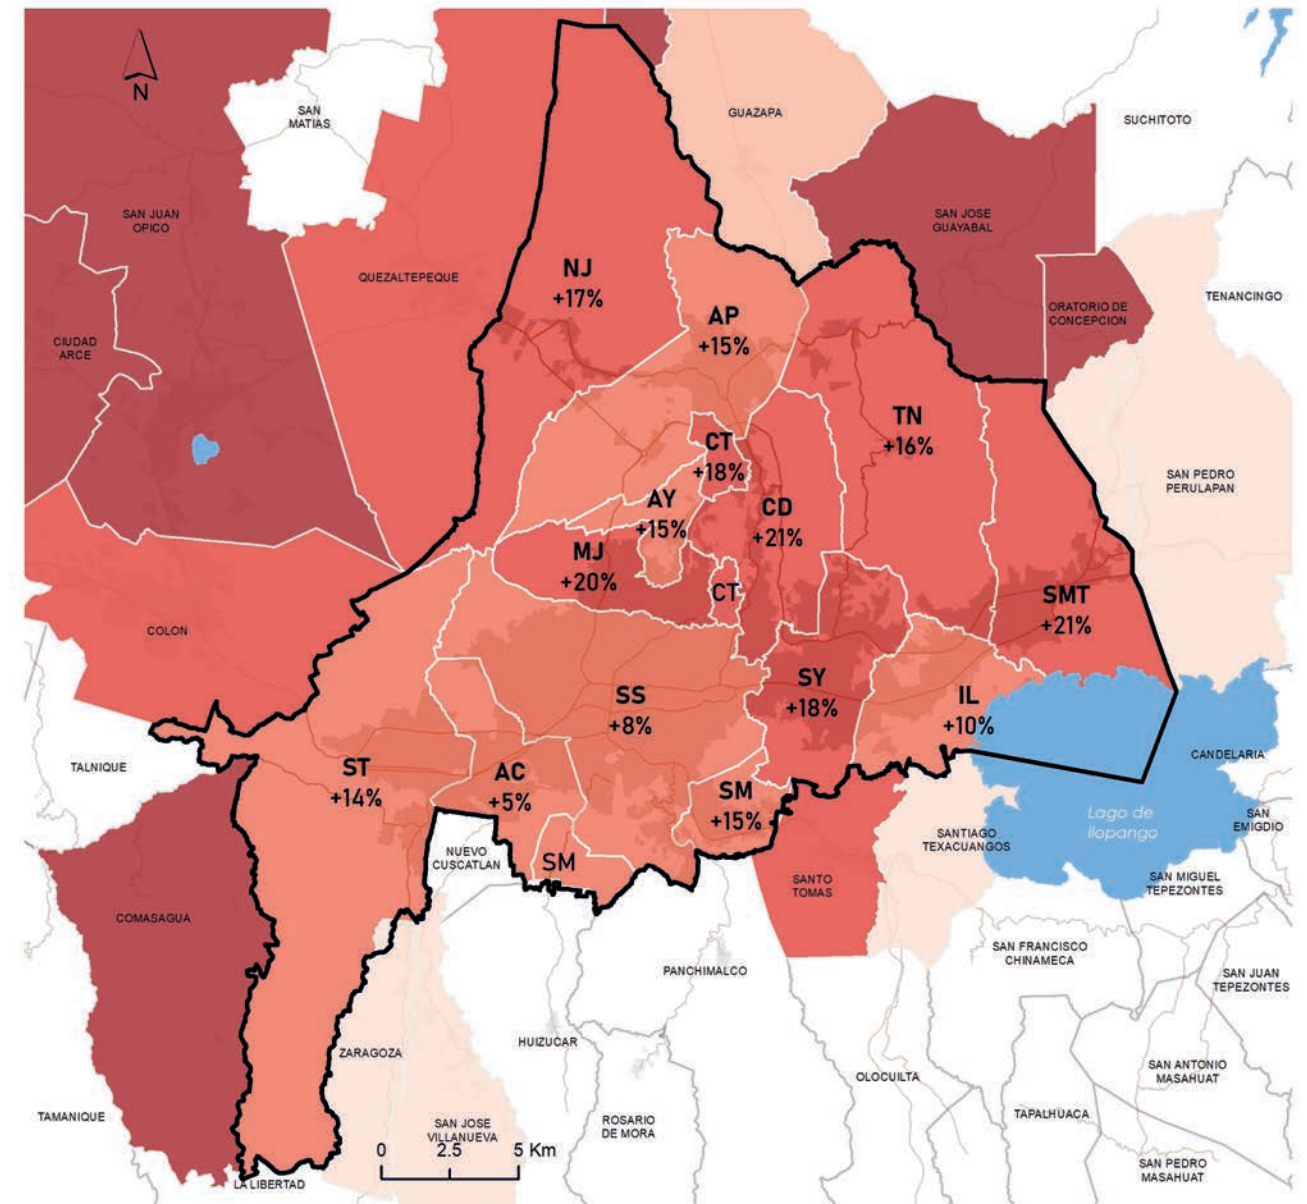 N
SAN
MATIAS
GUAZAPA
SUCHITOTO
SAN JUAN
OPICO
SAN JOSE
GUAYABAL
QUEZALTEPEQUE
NJ
+17%
TENANCINGO
ORATORIO DE
CONCEPCION
AP
+15%
CIUDAD
ARCE
TN
+16%
CT
+18%
SAN PEDRO
PERULAPAN
AY
+15%
CD
+21%
MJ
+20%
CT
SMT
+21%
COLON
SS
+8%
SY
+18%
IL
+10%
TALNIQUE
ST
+14%
AC
+5%
SM
+15%
CANDELARIA
Lago de
Ilopango
SAN
EMIGDIO
SANTIAGO
TEXACUANGOS
NUEVO
CUSCATLAN
SM
SANTO
TOMAS
SAN MIGUEL
TEPEZONTES
COMASAGUA
SAN FRANCISCO
CHINAMECA
PANCHIMALCO
SAN JUAN
TEPEZONTES
ZARAGOZA
HUIZUCAR
OLOCUILTA
SAN ANTONIO
MASAHUAT
TAMANIQUE
SAN JOSE
VILLANUEVA
ROSARIO
DE MORA
TAPALHUACA
0 2.5 5 Km
SAN PEDRO
MASAHUAT
LA LIBERTAD